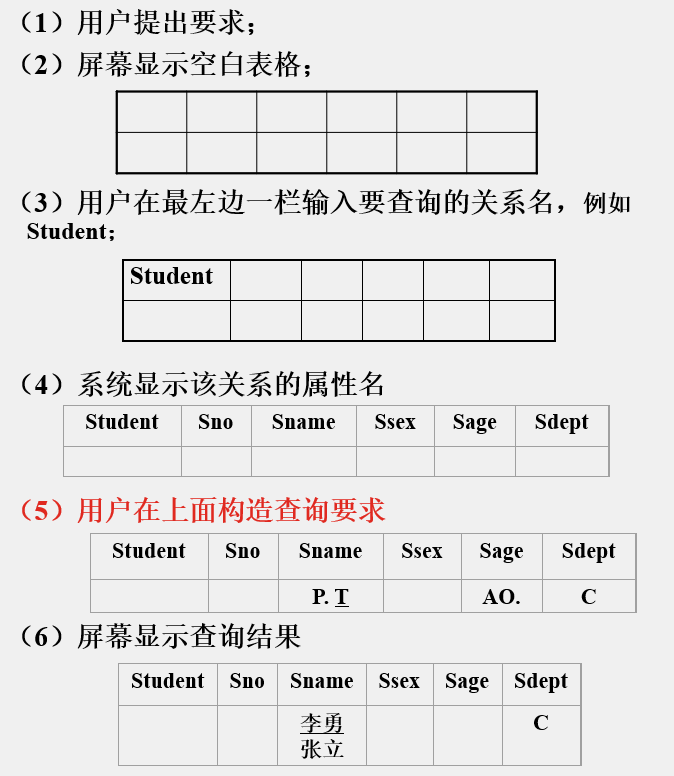 （1）用户提出要求；
（2）屏幕显示空白表格；
（3）用户在最左边一栏输入要查询的关系名，例如
Student；
Student
（4）系统显示该关系的属性名
Student Sno Sname Ssex Sage Sdept
（5）用户在上面构造查询要求
Student Sno Sname Ssex Sage Sdept
P. T AO. C
（6）屏幕显示查询结果
Student Sno Sname Ssex Sage Sdept
李勇 C
张立